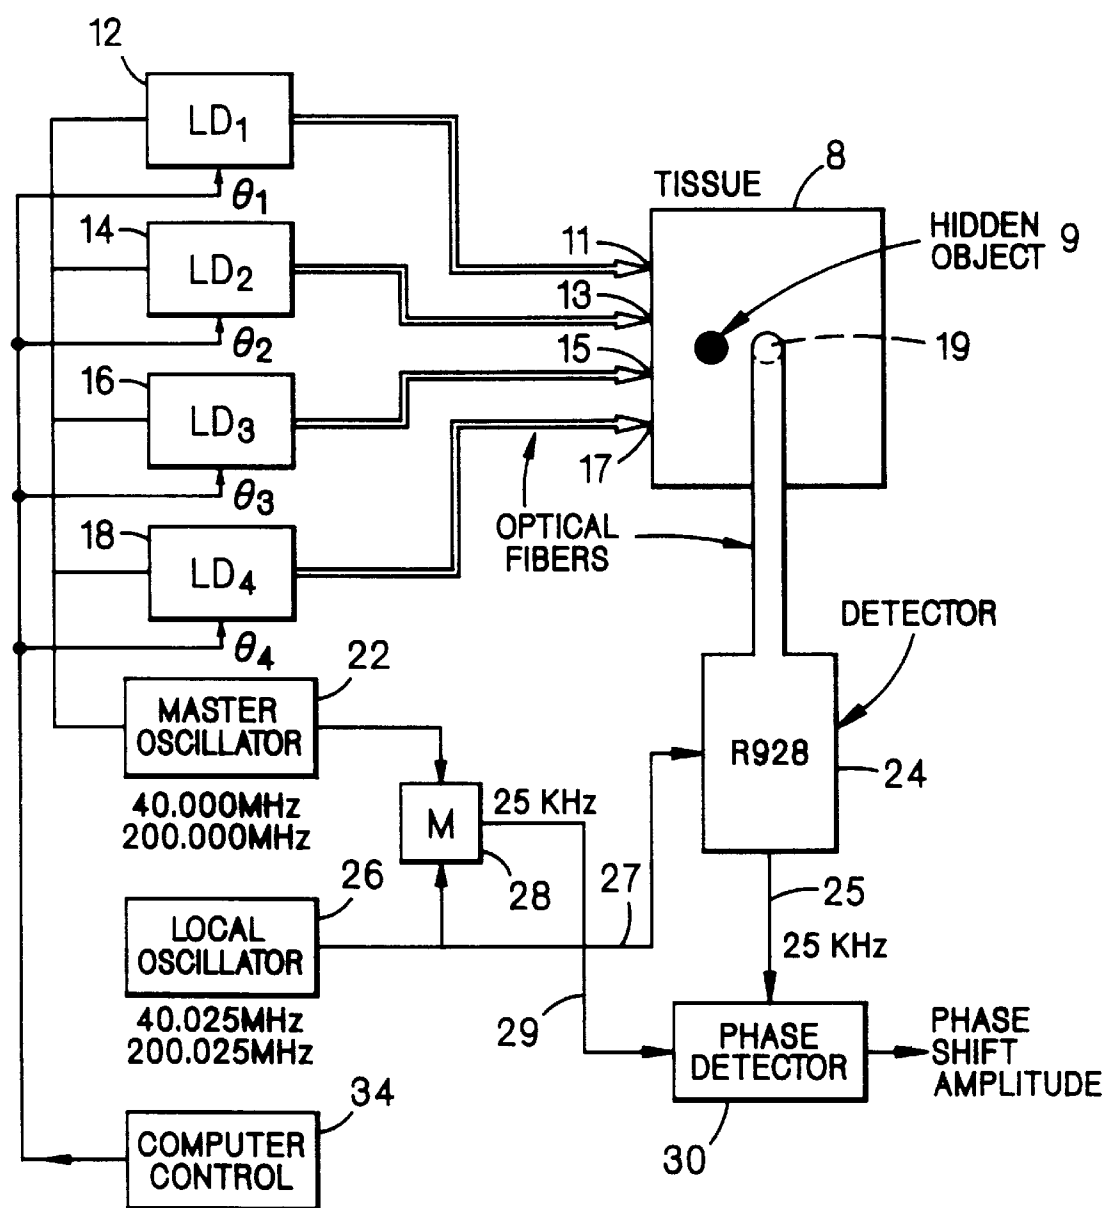 12
LD1
θ1
14
LD2
θ2
16
LD3
θ3
18
LD4
θ4
TISSUE
8
11
13
15
17
HIDDEN
OBJECT 9
19
OPTICAL
FIBERS
DETECTOR
R928
24
22
MASTER
OSCILLATOR
40.000MHz
200.000MHz
M
25 KHz
28
26
LOCAL
OSCILLATOR
40.025MHz
200.025MHz
27
25
25 KHz
29
PHASE
DETECTOR
30
PHASE
SHIFT
AMPLITUDE
34
COMPUTER
CONTROL